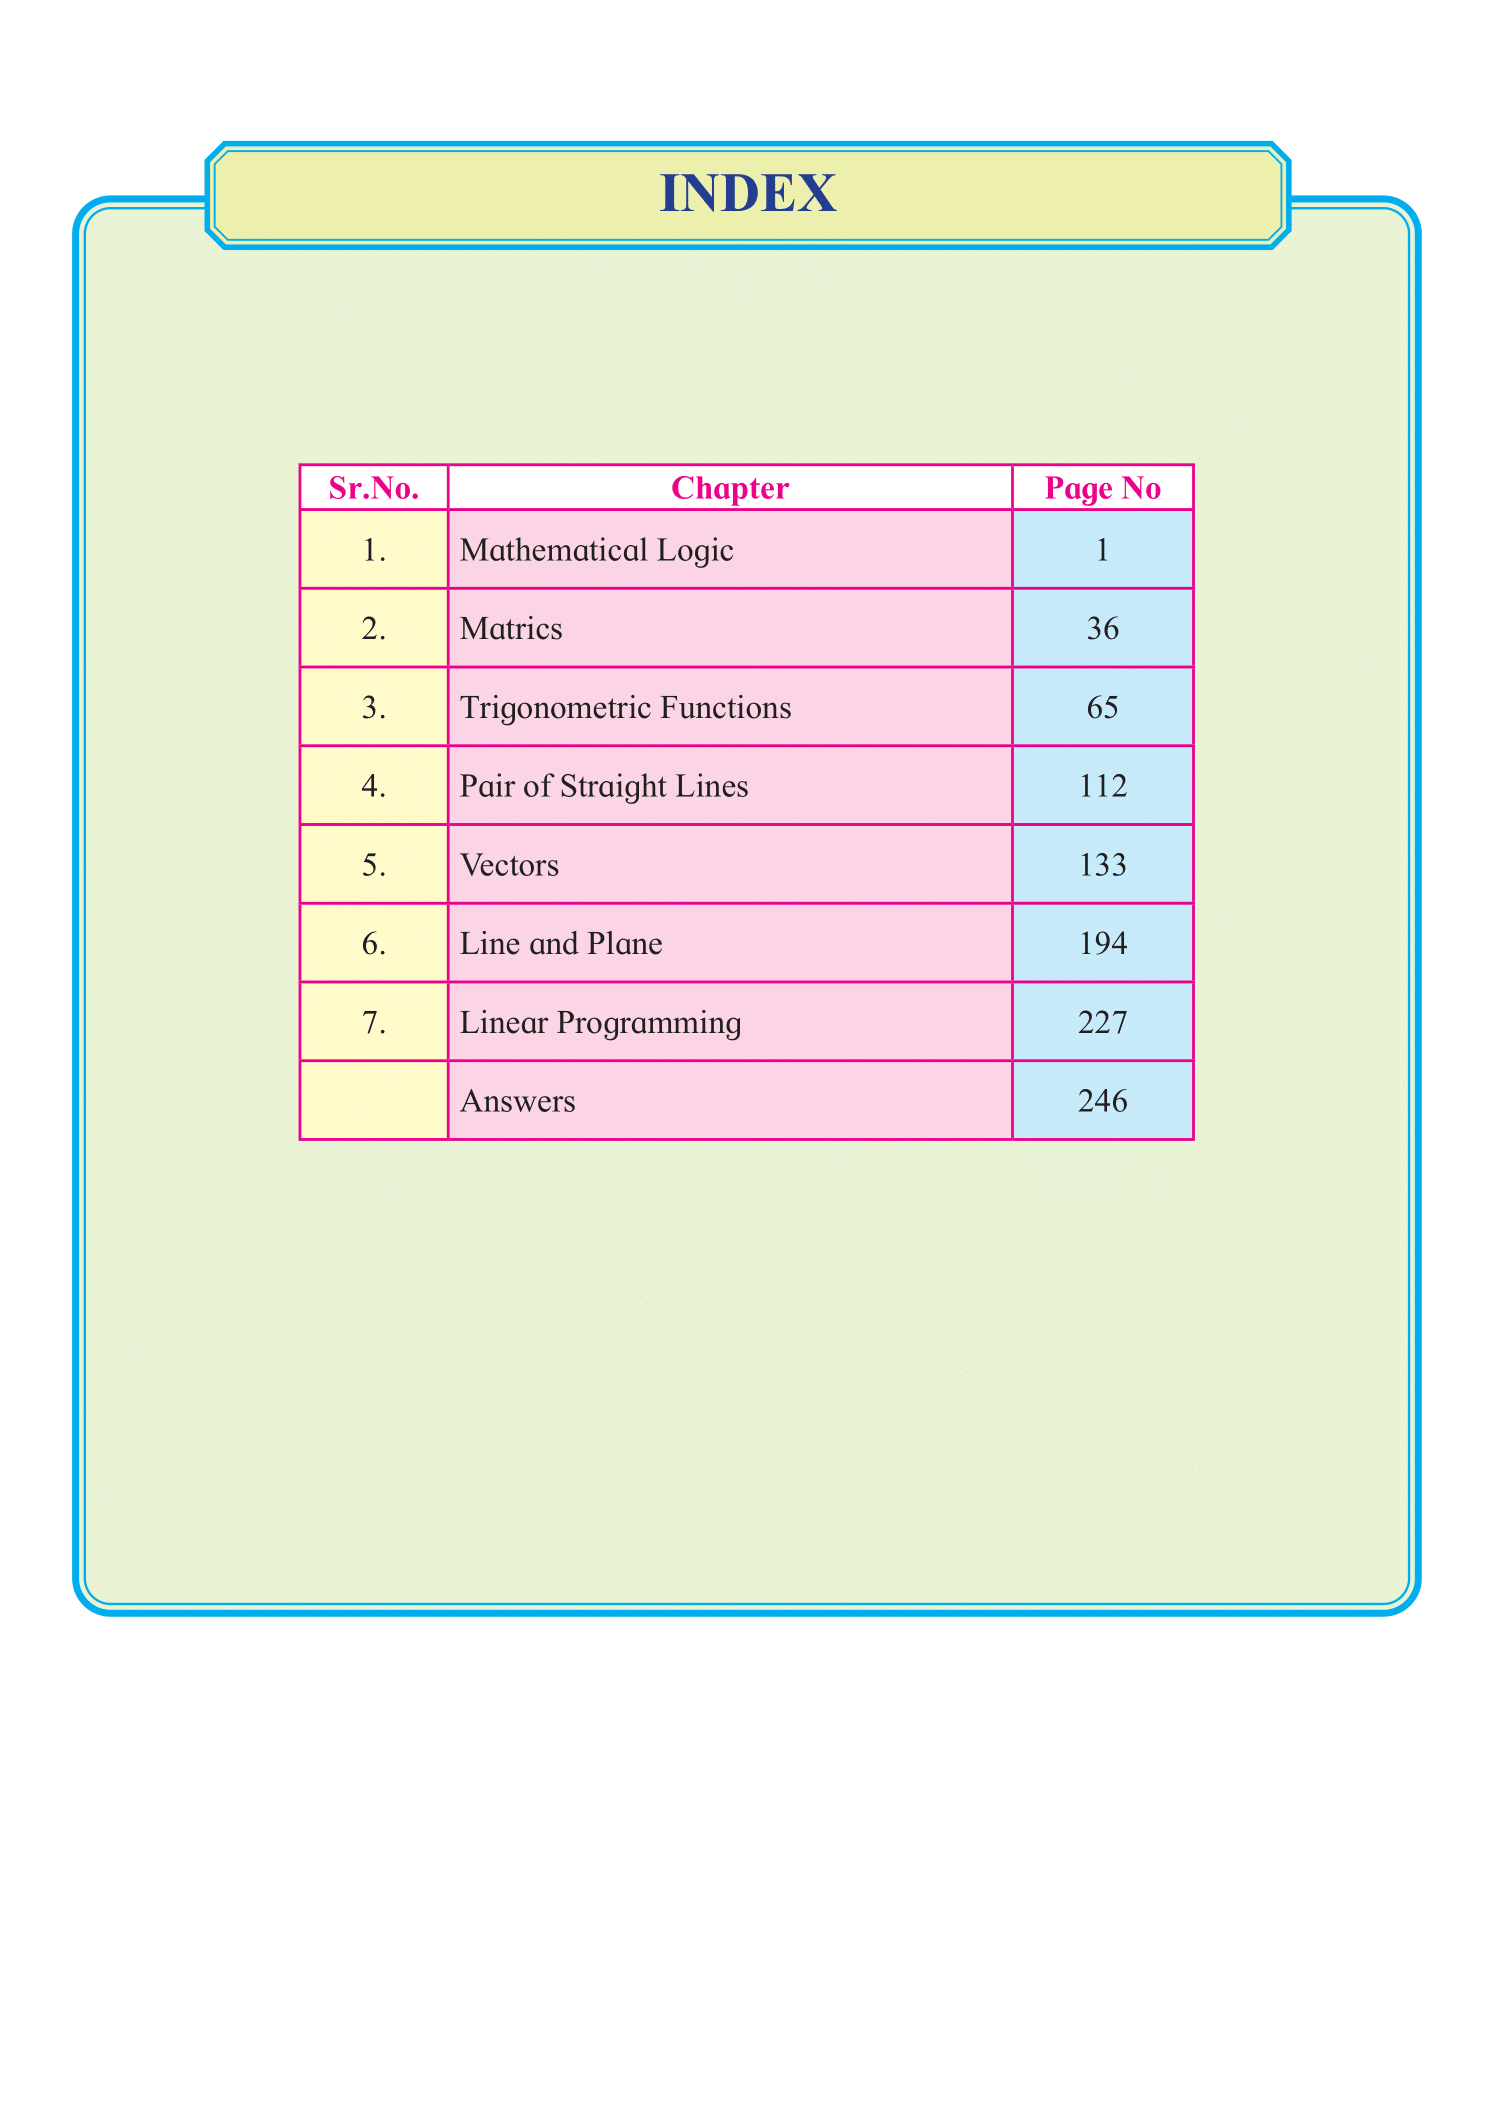 INDEX
Sr.No. Chapter Page No
1. Mathematical Logic 1
2. Matrics 36
3. Trigonometric Functions 65
4. Pair of Straight Lines 112
5. Vectors 133
6. Line and Plane 194
7. Linear Programming 227
Answers 246